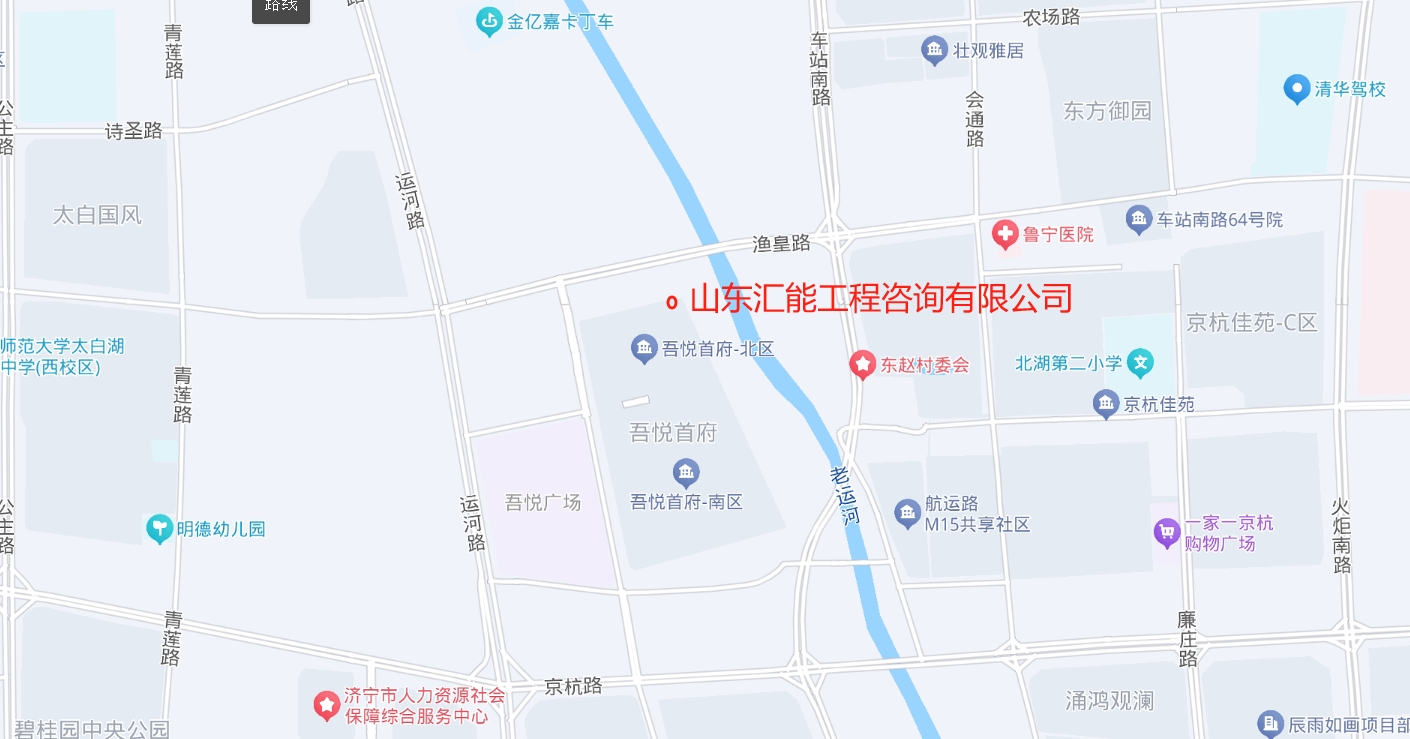 路线
路
青莲路
金亿嘉卡丁车
车站南路
农场路
壮观雅居
清华驾校
会通路
东方御园
公主路
诗圣路
运河路
太白国风
车站南路64号院
鲁宁医院
渔皇路
山东汇能工程咨询有限公司
京杭佳苑-C区
师范大学太白湖
中学(西校区)
吾悦首府-北区
东赵村委会
北湖第二小学
青莲路
京杭佳苑
吾悦首府
吾悦广场
吾悦首府-南区
老运河
航运路
M15共享社区
运河路
公主路
明德幼儿园
一家一京杭
购物广场
火炬南路
青莲路
廉庄路
京杭路
济宁市人力资源社会
保障综合服务中心
涌鸿观澜
碧桂园中央公园
辰雨如画项目部